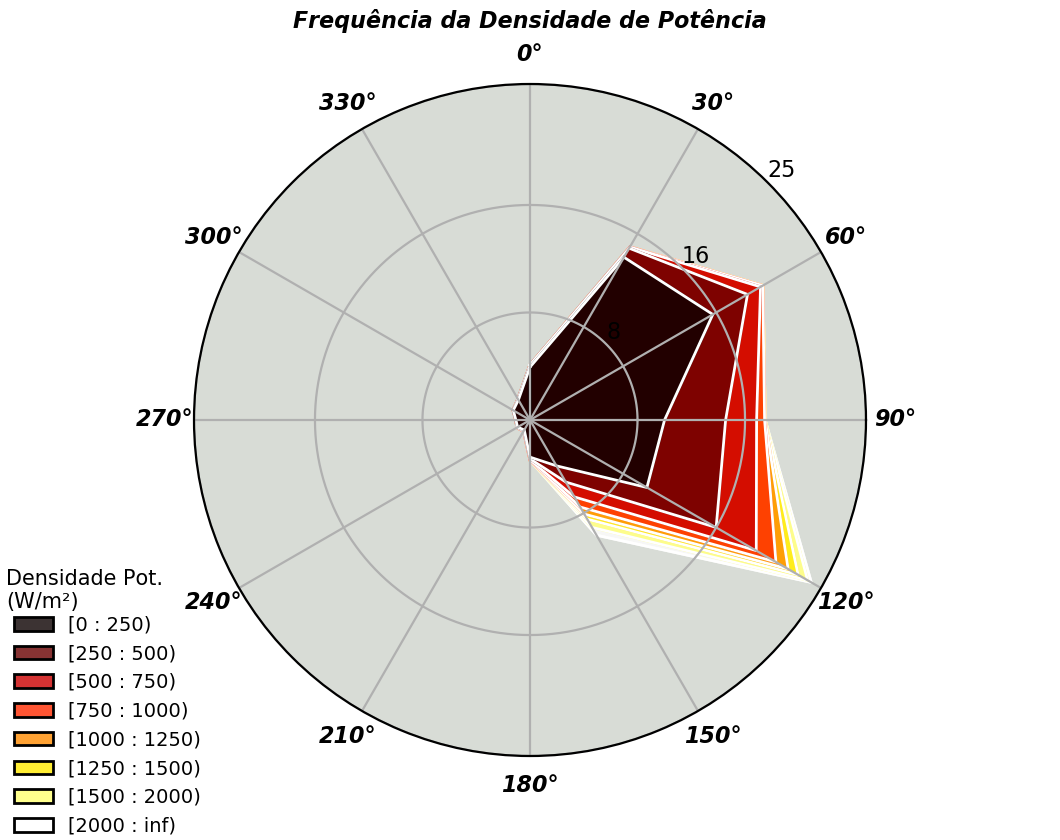 Frequência da Densidade de Potência
0°
330°
30°
25
300°
60°
16
8
270°
90°
240°
120°
210°
150°
180°
Densidade Pot.
(W/m²)
[0 : 250)
[250 : 500)
[500 : 750)
[750 : 1000)
[1000 : 1250)
[1250 : 1500)
[1500 : 2000)
[2000 : inf)